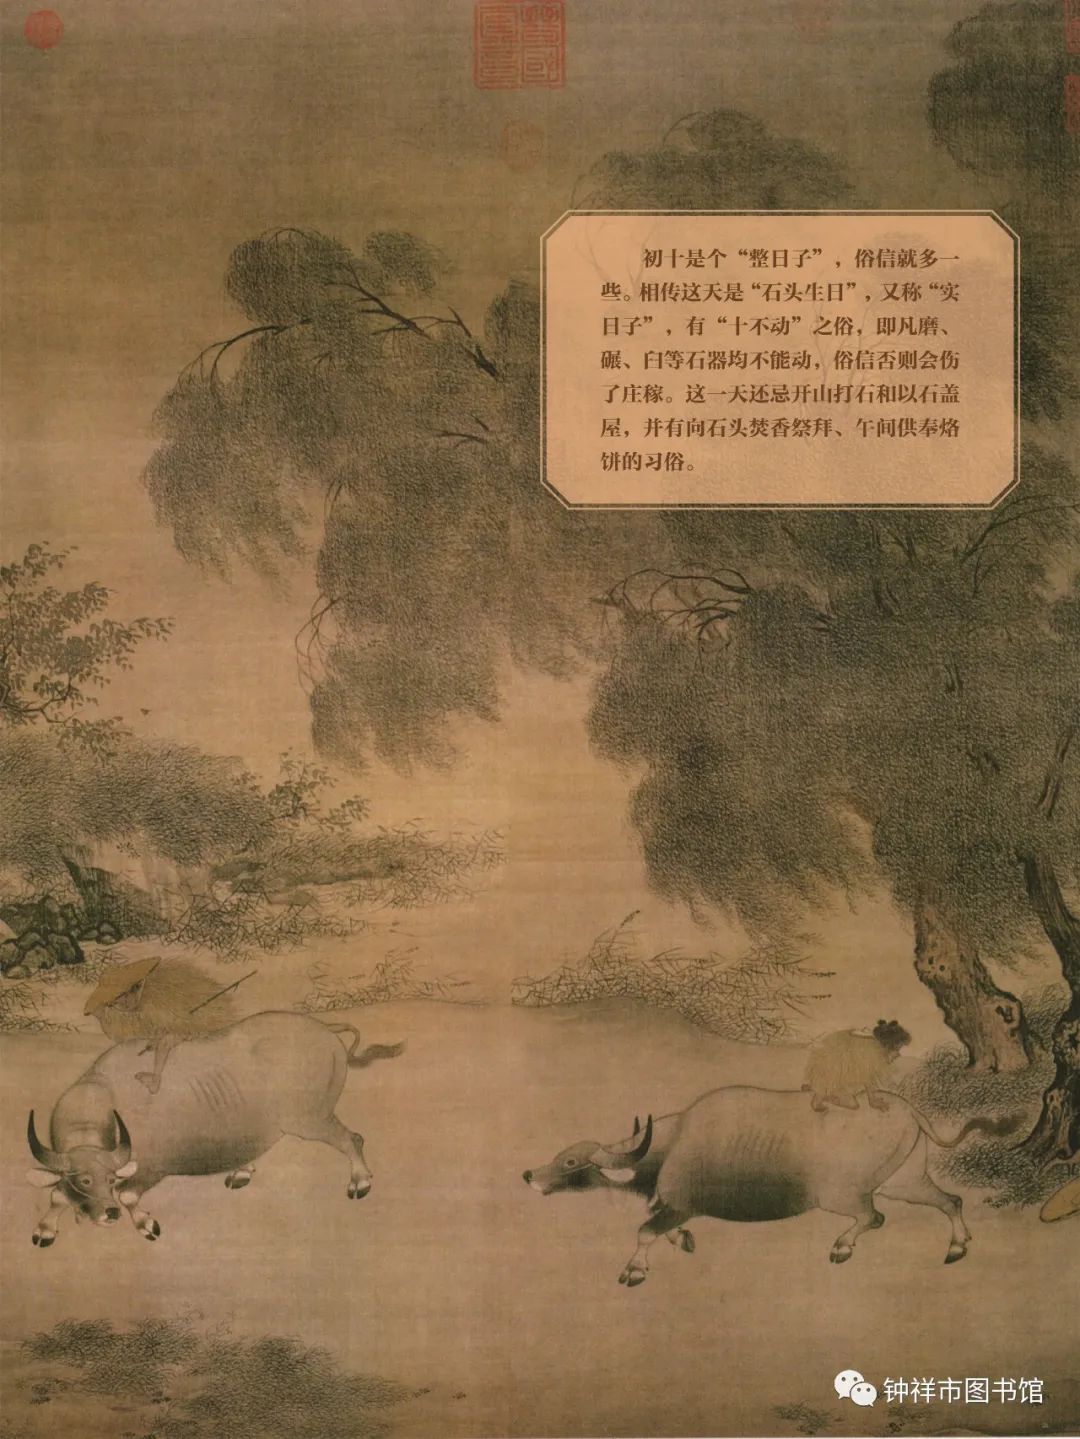 初十是个“整日子”，俗信就多一
些。相传这天是“石头生日”，又称“实
日子”，有“十不动”之俗，即凡磨、
碾、臼等石器均不能动，俗信否则会伤
了庄稼。这一天还忌开山打石和以石盖
屋，并有向石头焚香祭拜、午间供奉烙
饼的习俗。
钟祥市图书馆